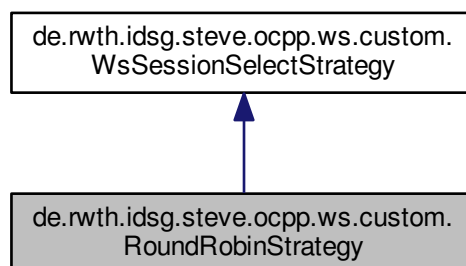 de.rwth.idsg.steve.ocpp.ws.custom.
WsSessionSelectStrategy
de.rwth.idsg.steve.ocpp.ws.custom.
RoundRobinStrategy